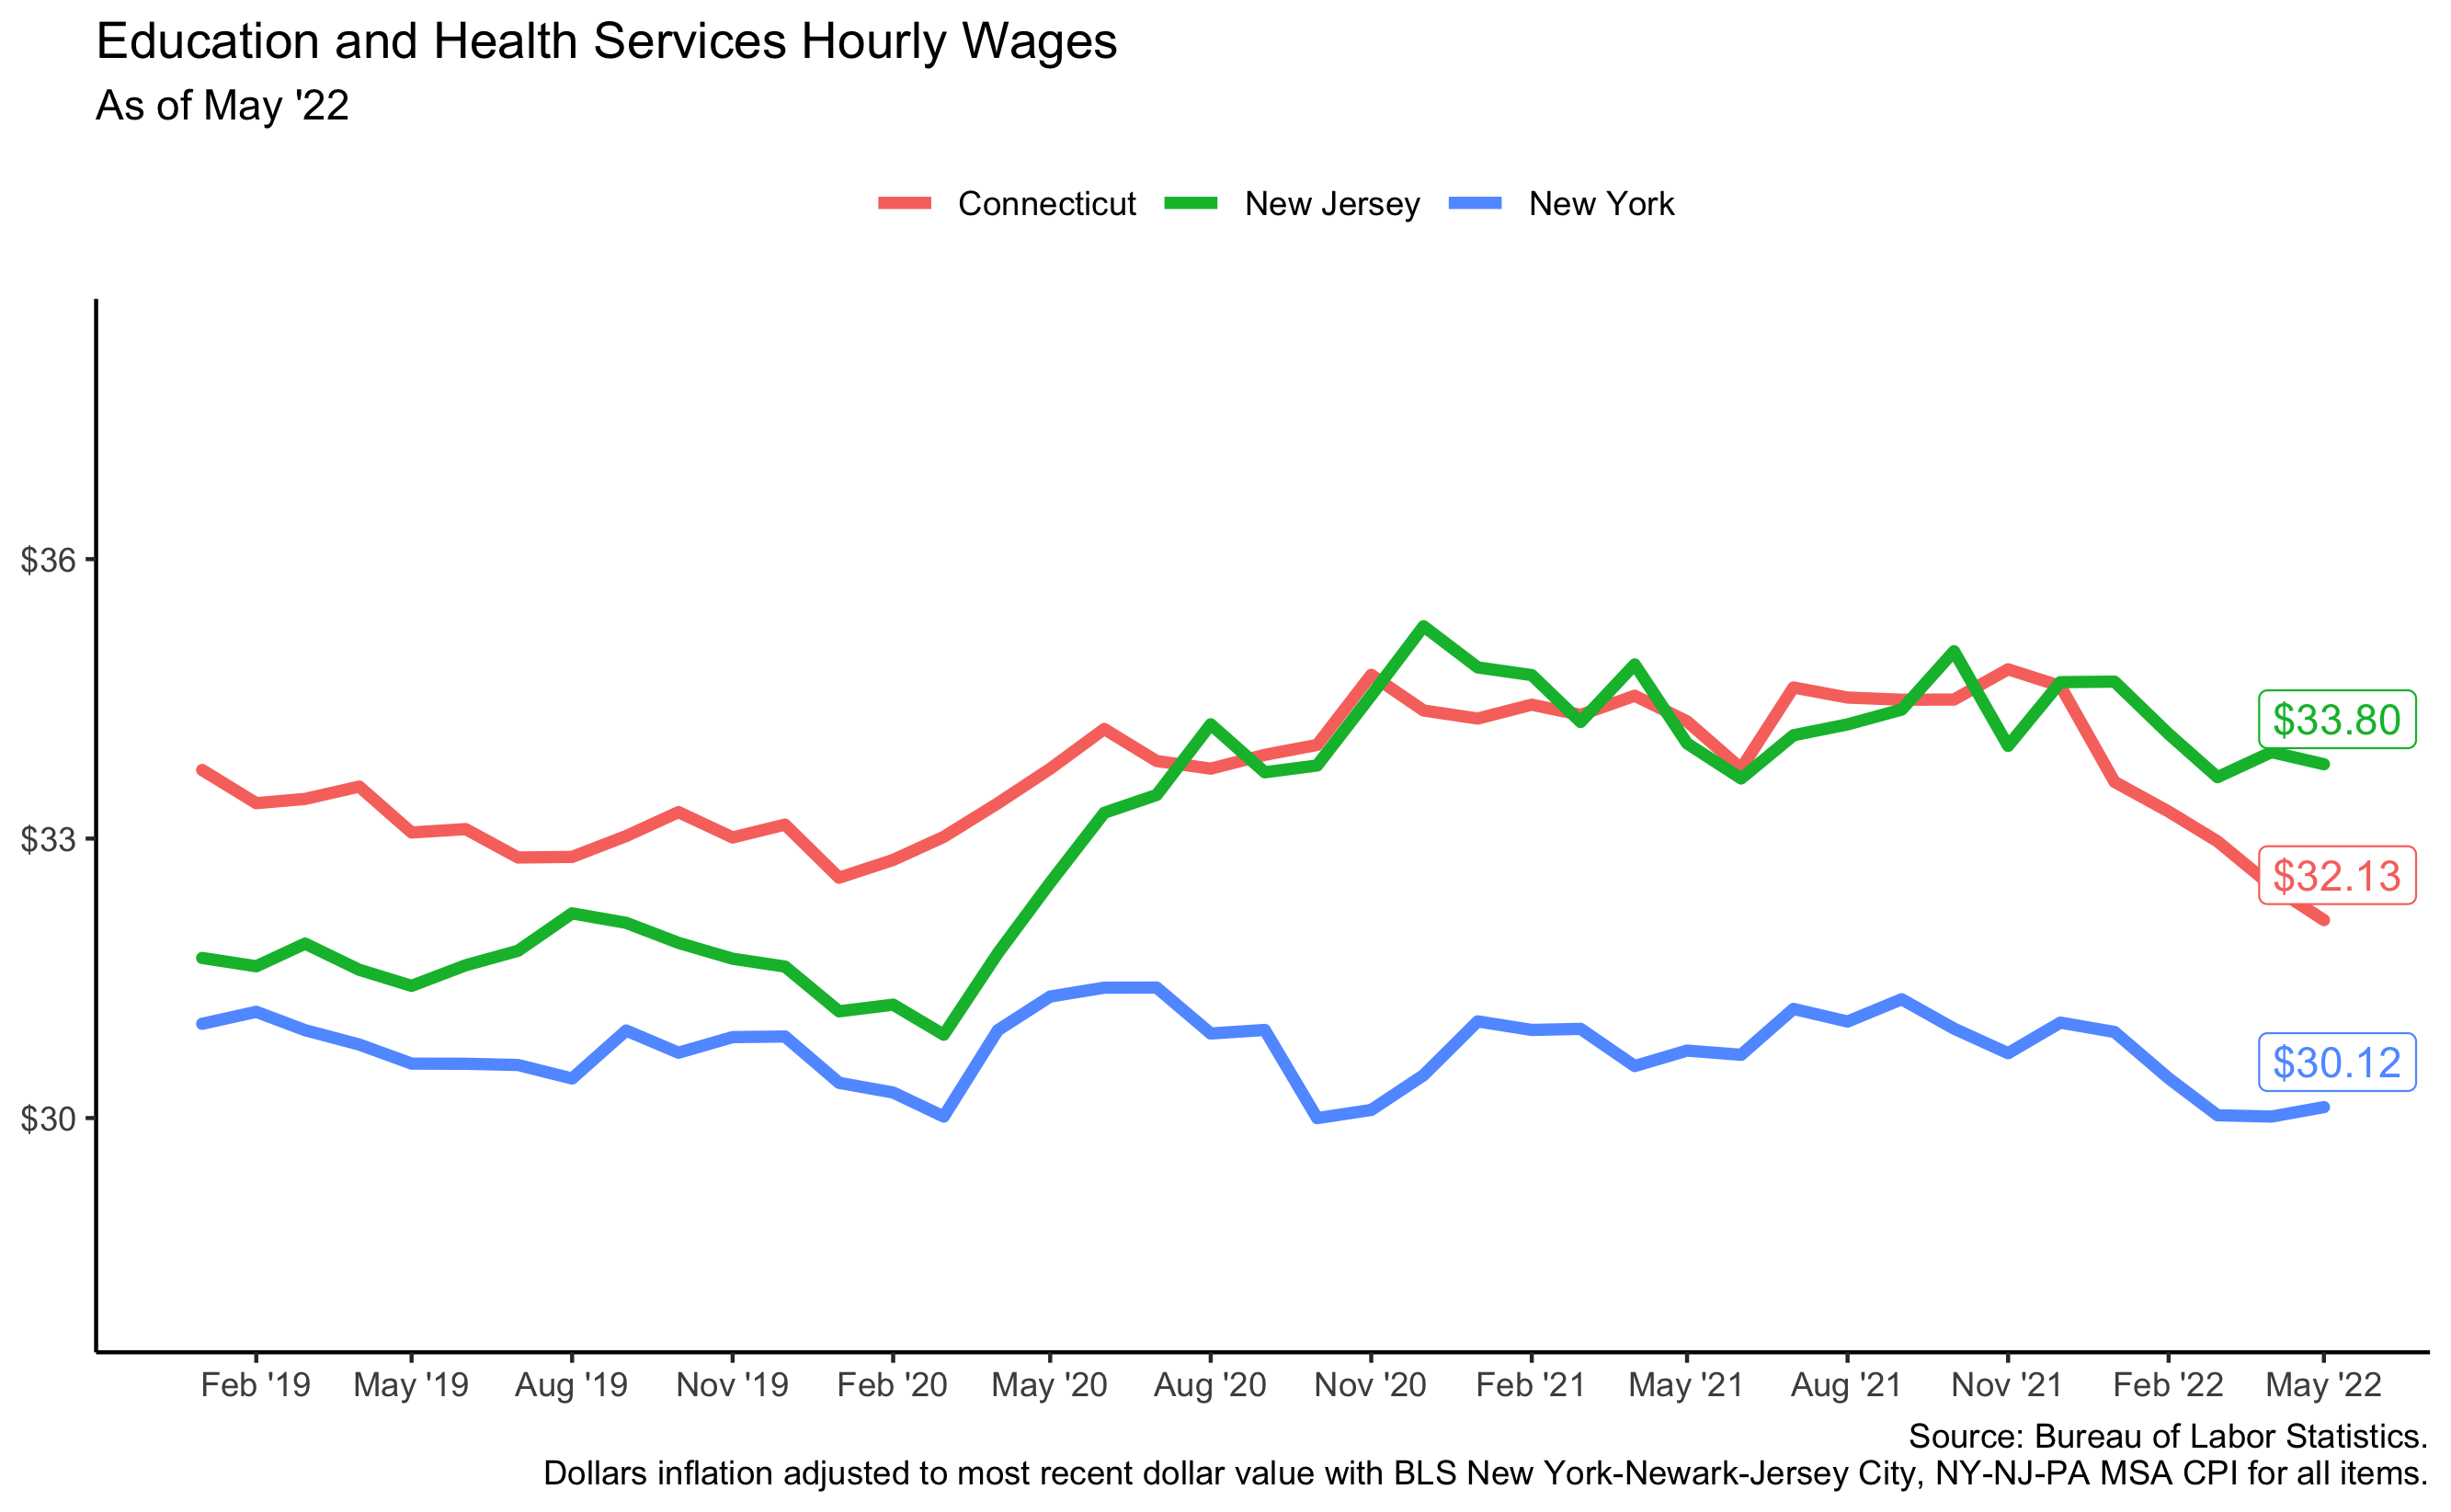 Education and Health Services Hourly Wages
As of May '22
Connecticut New Jersey New York
$36
$33.80
$33
$32.13
$30.12
$30
Feb '19 May '19 Aug '19 Nov '19 Feb '20 May '20 Aug '20 Nov '20 Feb '21 May '21 Aug '21 Nov '21 Feb '22 May '22
Source: Bureau of Labor Statistics.
Dollars inflation adjusted to most recent dollar value with BLS New York-Newark-Jersey City, NY-NJ-PA MSA CPI for all items.